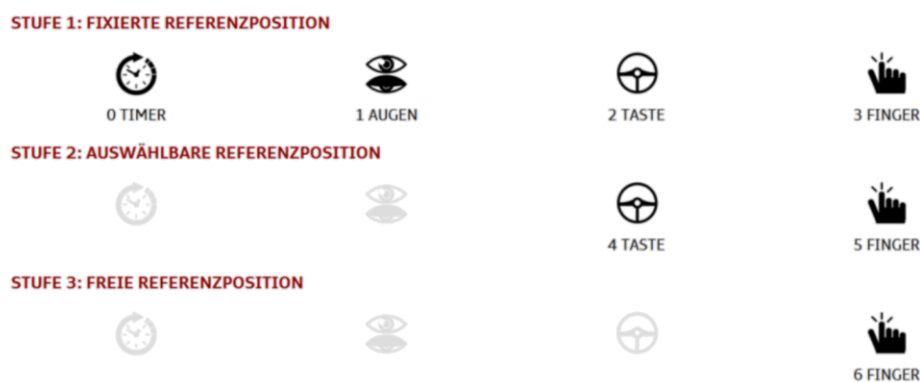 STUFE 1: FIXIERTE REFERENZPOSITION
0 TIMER 1 AUGEN 2 TASTE 3 FINGER
STUFE 2: AUSWÄHLBARE REFERENZPOSITION
4 TASTE 5 FINGER
STUFE 3: FREIE REFERENZPOSITION
6 FINGER